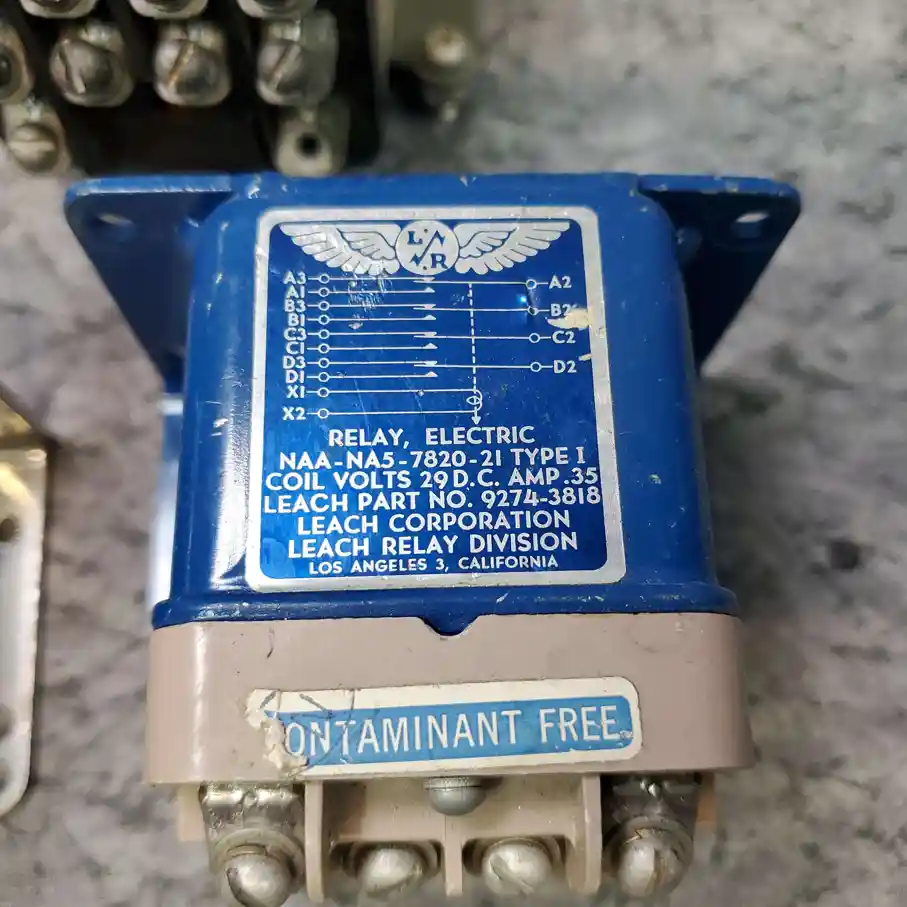 L R
A3 A2
A1
B3 B2
B1
C3 C2
C1
D3 D2
D1
X1
X2
RELAY, ELECTRIC
NAA-NA5-7820-21 TYPE I
COIL VOLTS 29 D.C. AMP .35
LEACH PART NO. 9274-3818
LEACH CORPORATION
LEACH RELAY DIVISION
LOS ANGELES 3, CALIFORNIA
CONTAMINANT FREE